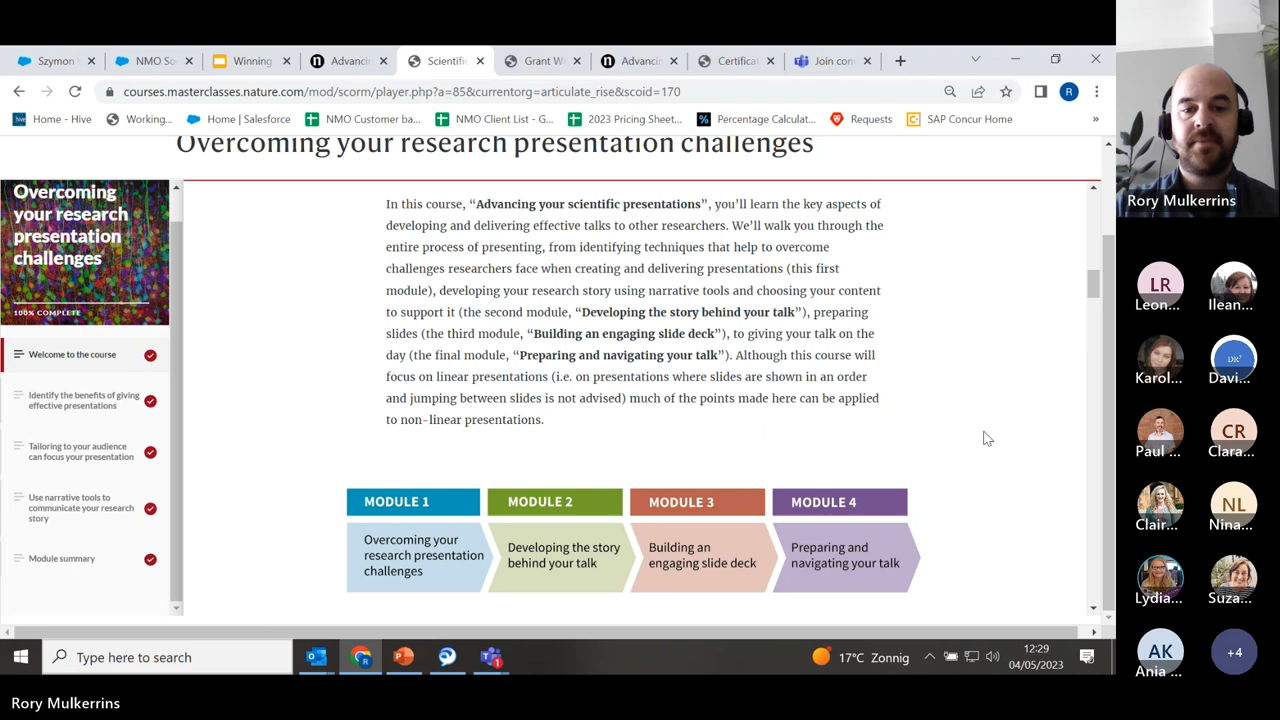 Szymon
NMO So
Winning
Advanci
Scientific
Grant W
Advanci
Certificat
Join con
courses.masterclasses.nature.com/mod/scorm/player.php?a=85&currentorg=articulate_rise&scoid=170
R
Home - Hive
Working...
Home | Salesforce
NMO Customer ba...
NMO Client List - G...
2023 Pricing Sheet...
Percentage Calculat...
Requests
SAP Concur Home
»
Overcoming your research presentation challenges
Overcoming
your research
presentation
challenges
100% COMPLETE
Welcome to the course
Identify the benefits of giving
effective presentations
Tailoring to your audience
can focus your presentation
Use narrative tools to
communicate your research
story
Module summary
In this course, “Advancing your scientific presentations”, you’ll learn the key aspects of
developing and delivering effective talks to other researchers. We’ll walk you through the
entire process of presenting, from identifying techniques that help to overcome
challenges researchers face when creating and delivering presentations (this first
module), developing your research story using narrative tools and choosing your content
to support it (the second module, “Developing the story behind your talk”), preparing
slides (the third module, “Building an engaging slide deck”), to giving your talk on the
day (the final module, “Preparing and navigating your talk”). Although this course will
focus on linear presentations (i.e. on presentations where slides are shown in an order
and jumping between slides is not advised) much of the points made here can be applied
to non-linear presentations.
MODULE 1
Overcoming your
research presentation
challenges
MODULE 2
Developing the story
behind your talk
MODULE 3
Building an
engaging slide deck
MODULE 4
Preparing and
navigating your talk
Type here to search
1
17°C Zonnig
12:29
04/05/2023
Rory Mulkerrins
LR
Leon...
Ilean...
Karol...
DR⁷
Davi...
Paul ...
CR
Clara...
Clair...
NL
Nina...
Lydia...
Suza...
AK
Ania ...
+4
Rory Mulkerrins